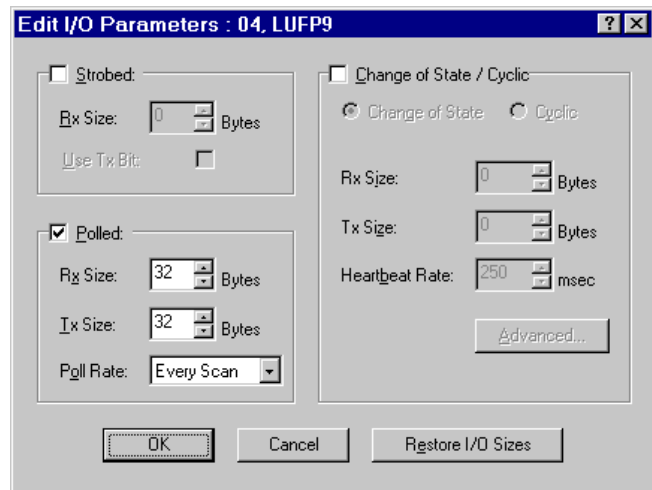 Edit I/O Parameters : 04, LUFP9
Strobed:
Rx Size: 0 Bytes
Use Tx Bit:
Polled:
Rx Size: 32 Bytes
Tx Size: 32 Bytes
Poll Rate: Every Scan
Change of State / Cyclic
Change of State Cyclic
Rx Size: 0 Bytes
Tx Size: 0 Bytes
Heartbeat Rate: 250 msec
Advanced...
OK Cancel Restore I/O Sizes